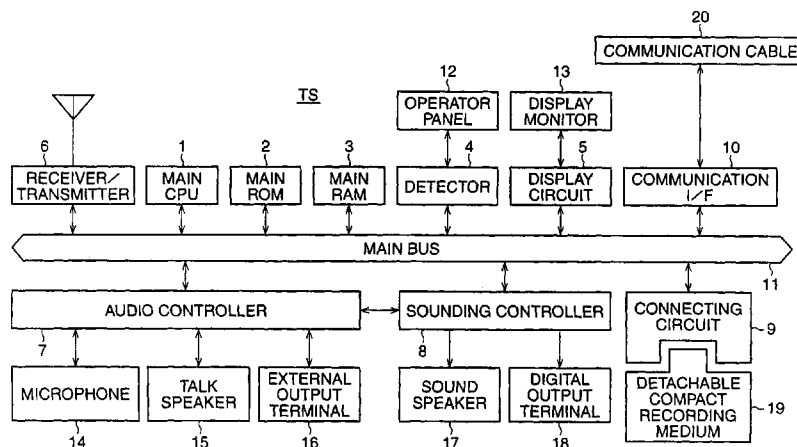 20
COMMUNICATION CABLE
TS
12
OPERATOR
PANEL
13
DISPLAY
MONITOR
6
RECEIVER/
TRANSMITTER
1
MAIN
CPU
2
MAIN
ROM
3
MAIN
RAM
4
DETECTOR
5
DISPLAY
CIRCUIT
10
COMMUNICATION
I/F
MAIN BUS
11
AUDIO CONTROLLER
7
SOUNDING CONTROLLER
8
CONNECTING
CIRCUIT
9
MICROPHONE
14
TALK
SPEAKER
15
EXTERNAL
OUTPUT
TERMINAL
16
SOUND
SPEAKER
17
DIGITAL
OUTPUT
TERMINAL
18
DETACHABLE
COMPACT
RECORDING
MEDIUM
19